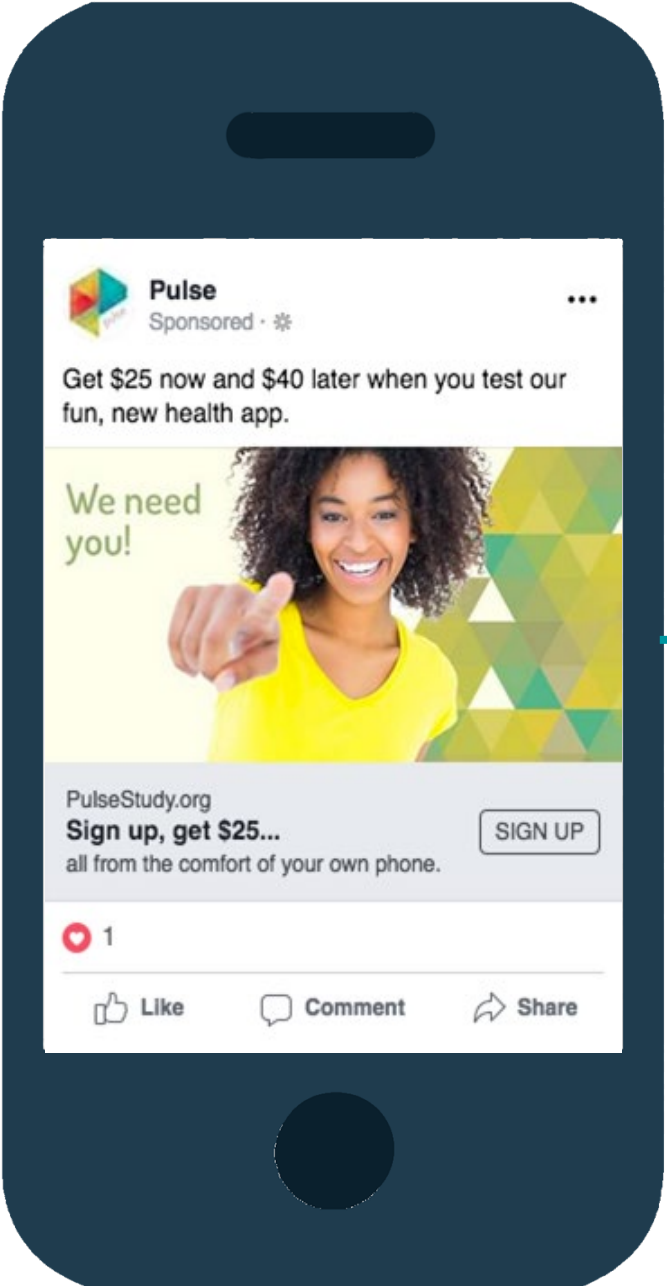 Pulse
Sponsored ·
Get $25 now and $40 later when you test our
fun, new health app.
We need
you!
PulseStudy.org
Sign up, get $25...
SIGN UP
all from the comfort of your own phone.
1
Like
Comment
Share